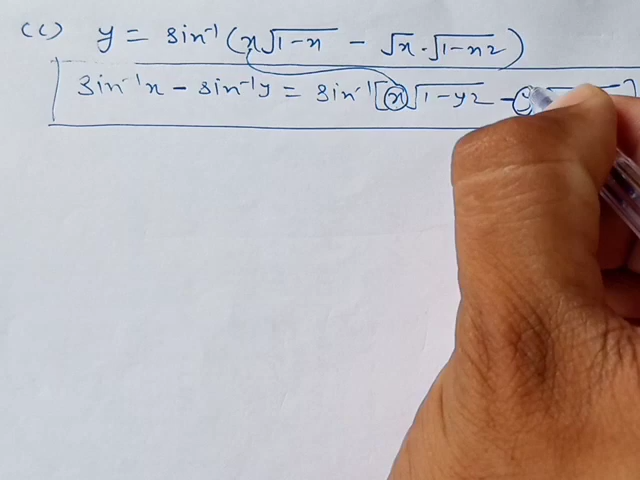 (c) y = sin⁻¹(x√1-x - √x·√1-x2)
sin⁻¹x - sin⁻¹y = sin⁻¹[x√1-y2 -